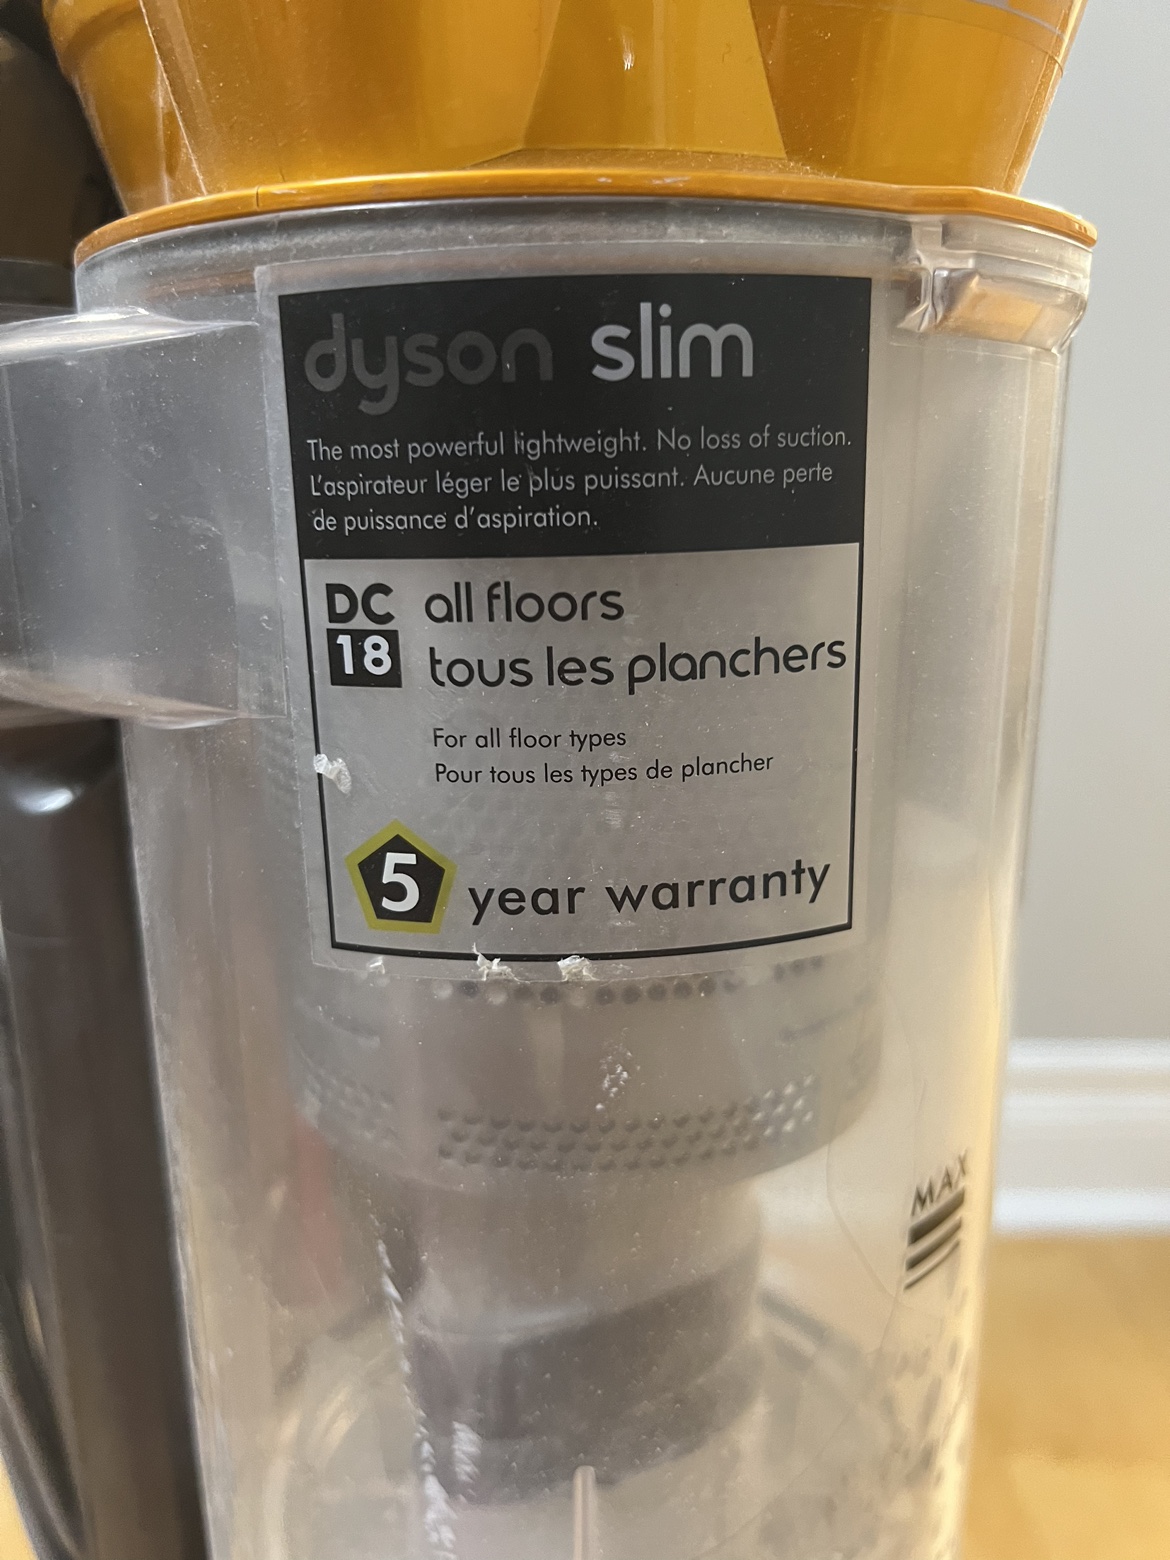 dyson slim
The most powerful lightweight. No loss of suction.
L'aspirateur léger le plus puissant. Aucune perte
de puissance d'aspiration.
DC all floors
18 tous les planchers
For all floor types
Pour tous les types de plancher
5 year warranty
MAX